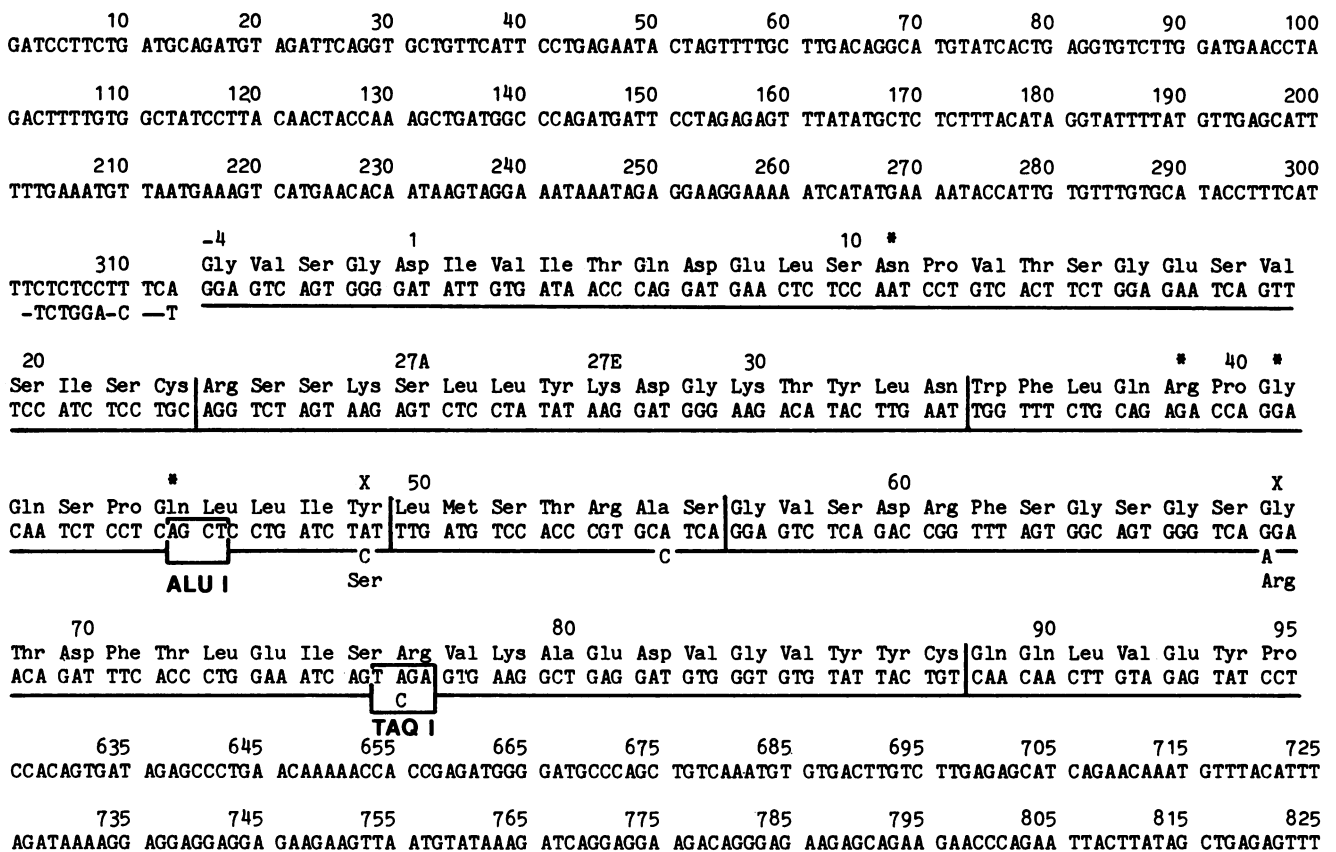 10 20 30 40 50 60 70 80 90 100
GATCCTTCTG ATGCAGATGT AGATTCAGGT GCTGTTCATT CCTGAGAATA CTAGTTTTGC TTGACAGGCA TGTATCACTG AGGTGTCTTG GATGAACCTA
110 120 130 140 150 160 170 180 190 200
GACTTTTGTG GCTATCCTTA CAACTACCAA AGCTGATGGC CCAGATGATT CCTAGAGAGT TTATATGCTC TCTTTACATA GGTATTTTAT GTTGAGCATT
210 220 230 240 250 260 270 280 290 300
TTTGAAATGT TAATGAAAGT CATGAACACA ATAAGTAGGA AATAAATAGA GGAAGGAAAA ATCATATGAA AATACCATTG TGTTTGTGCA TACCTTTCAT
-4 1 10 *
310 Gly Val Ser Gly Asp Ile Val Ile Thr Gln Asp Glu Leu Ser Asn Pro Val Thr Ser Gly Glu Ser Val
TTCTCTCCTT TCA GGA GTC AGT GGG GAT ATT GTG ATA ACC CAG GAT GAA CTC TCC AAT CCT GTC ACT TCT GGA GAA TCA GTT
-TCTGGA-C —T
20 27A 27E 30 * 40 *
Ser Ile Ser Cys Arg Ser Ser Lys Ser Leu Leu Tyr Lys Asp Gly Lys Thr Tyr Leu Asn Trp Phe Leu Gln Arg Pro Gly
TCC ATC TCC TGC AGG TCT AGT AAG AGT CTC CTA TAT AAG GAT GGG AAG ACA TAC TTG AAT TGG TTT CTG CAG AGA CCA GGA
* X 50 60 X
Gln Ser Pro Gln Leu Leu Ile Tyr Leu Met Ser Thr Arg Ala Ser Gly Val Ser Asp Arg Phe Ser Gly Ser Gly Ser Gly
CAA TCT CCT CAG CTC CTG ATC TAT TTG ATG TCC ACC CGT GCA TCA GGA GTC TCA GAC CGG TTT AGT GGC AGT GGG TCA GGA
C C A
ALU I Ser Arg
70 80 90 95
Thr Asp Phe Thr Leu Glu Ile Ser Arg Val Lys Ala Glu Asp Val Gly Val Tyr Tyr Cys Gln Gln Leu Val Glu Tyr Pro
ACA GAT TTC ACC CTG GAA ATC AGT AGA GTG AAG GCT GAG GAT GTG GGT GTG TAT TAC TGT CAA CAA CTT GTA GAG TAT CCT
C
TAQ I
635 645 655 665 675 685 695 705 715 725
CCACAGTGAT AGAGCCCTGA ACAAAAACCA CCGAGATGGG GATGCCCAGC TGTCAAATGT GTGACTTGTC TTGAGAGCAT CAGAACAAAT GTTTACATTT
735 745 755 765 775 785 795 805 815 825
AGATAAAAGG AGGAGGAGGA GAAGAAGTTA ATGTATAAAG ATCAGGAGGA AGACAGGGAG AAGAGCAGAA GAACCCAGAA TTACTTATAG CTGAGAGTTT